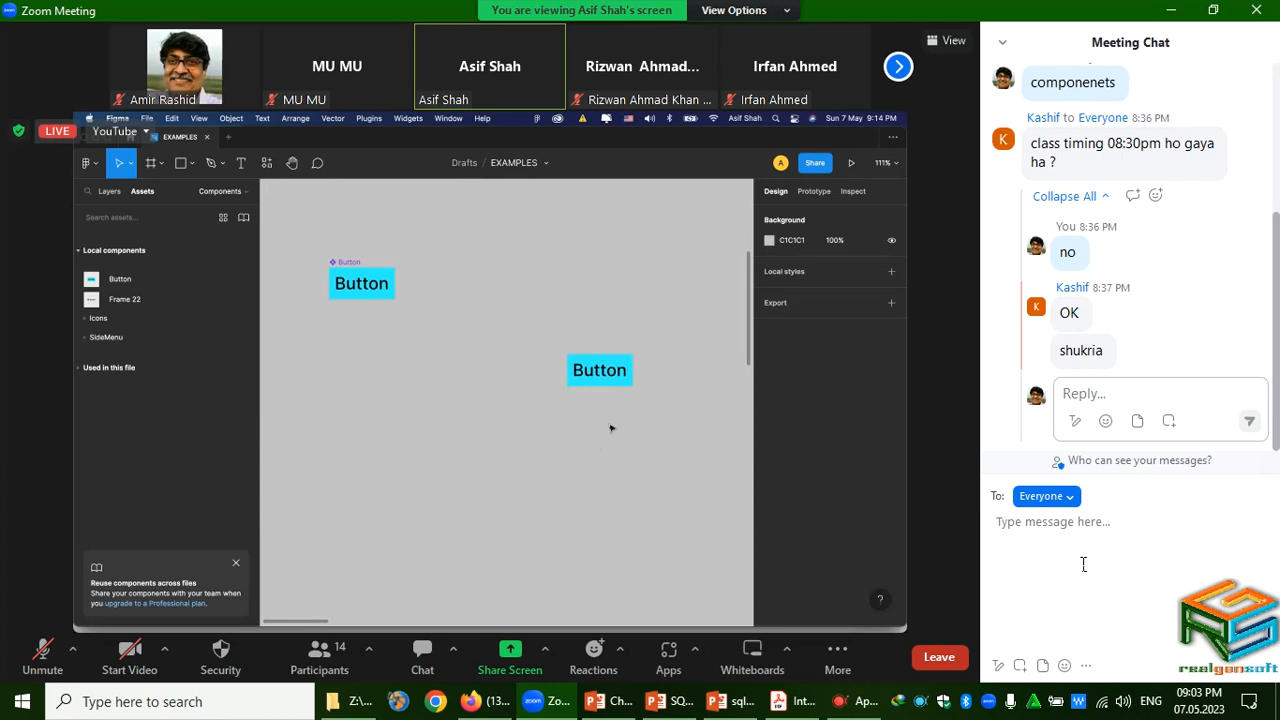 Zoom Meeting
You are viewing Asif Shah's screen
View Options
Amir Rashid
MU MU
MU MU
Asif Shah
Asif Shah
Rizwan Ahmad...
Rizwan Ahmad Khan ...
Irfan Ahmed
Irfan Ahmed
View
LIVE
YouTube
Figma File Edit View Object Text Arrange Vector Plugins Widgets Window Help
Asif Shah
Sun 7 May 9:14 PM
EXAMPLES
Drafts / EXAMPLES
A
Share
111%
Layers
Assets
Components
Search assets...
Local components
Button
Frame 22
Icons
SideMenu
Used in this file
Reuse components across files
Share your components with your team when
you upgrade to a Professional plan.
Button
Button
Button
Design
Prototype
Inspect
Background
C1C1C1
100%
Local styles
Export
?
Meeting Chat
componenets
Kashif to Everyone 8:36 PM
K
class timing 08:30pm ho gaya
ha ?
Collapse All
You 8:36 PM
no
Kashif 8:37 PM
K
OK
shukria
Reply...
Who can see your messages?
To:
Everyone
Type message here...
realgensoft
Unmute
Start Video
Security
14
Participants
Chat
Share Screen
Reactions
Apps
Whiteboards
More
Leave
Type here to search
Z:\
(13...
Zo...
Ch...
SQ...
sql...
Int...
Ap...
ENG
09:03 PM
07.05.2023